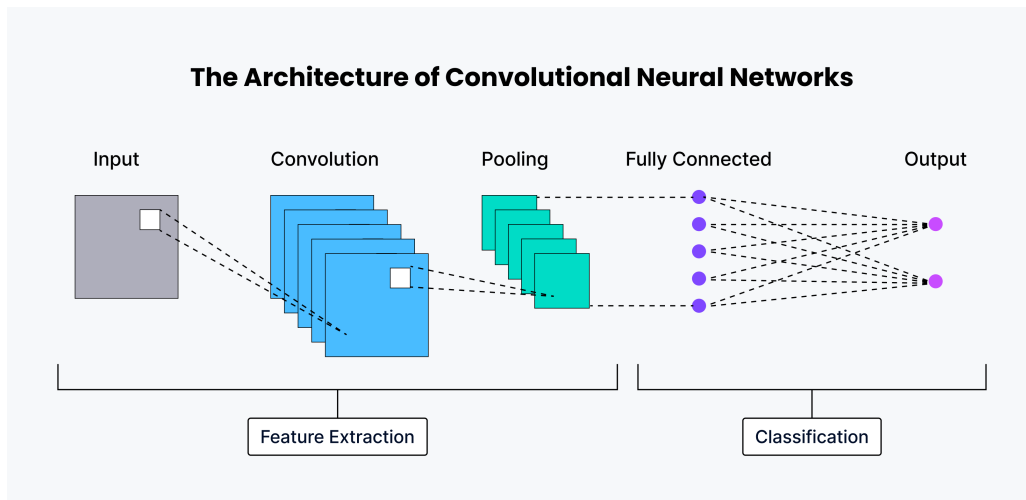 The Architecture of Convolutional Neural Networks
Input
Convolution
Pooling
Fully Connected
Output
Feature Extraction
Classification